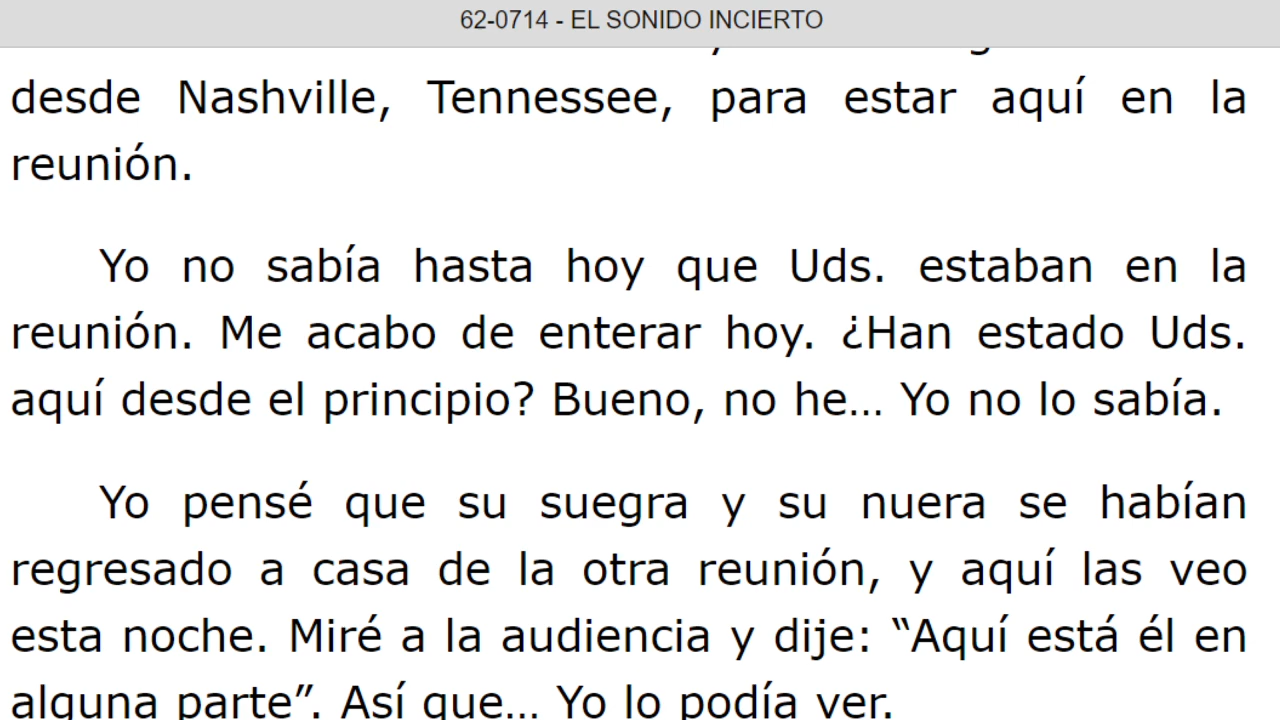 62-0714 - EL SONIDO INCIERTO
desde Nashville, Tennessee, para estar aquí en la
reunión.
Yo no sabía hasta hoy que Uds. estaban en la
reunión. Me acabo de enterar hoy. ¿Han estado Uds.
aquí desde el principio? Bueno, no he… Yo no lo sabía.
Yo pensé que su suegra y su nuera se habían
regresado a casa de la otra reunión, y aquí las veo
esta noche. Miré a la audiencia y dije: “Aquí está él en
alguna parte”. Así que… Yo lo podía ver.